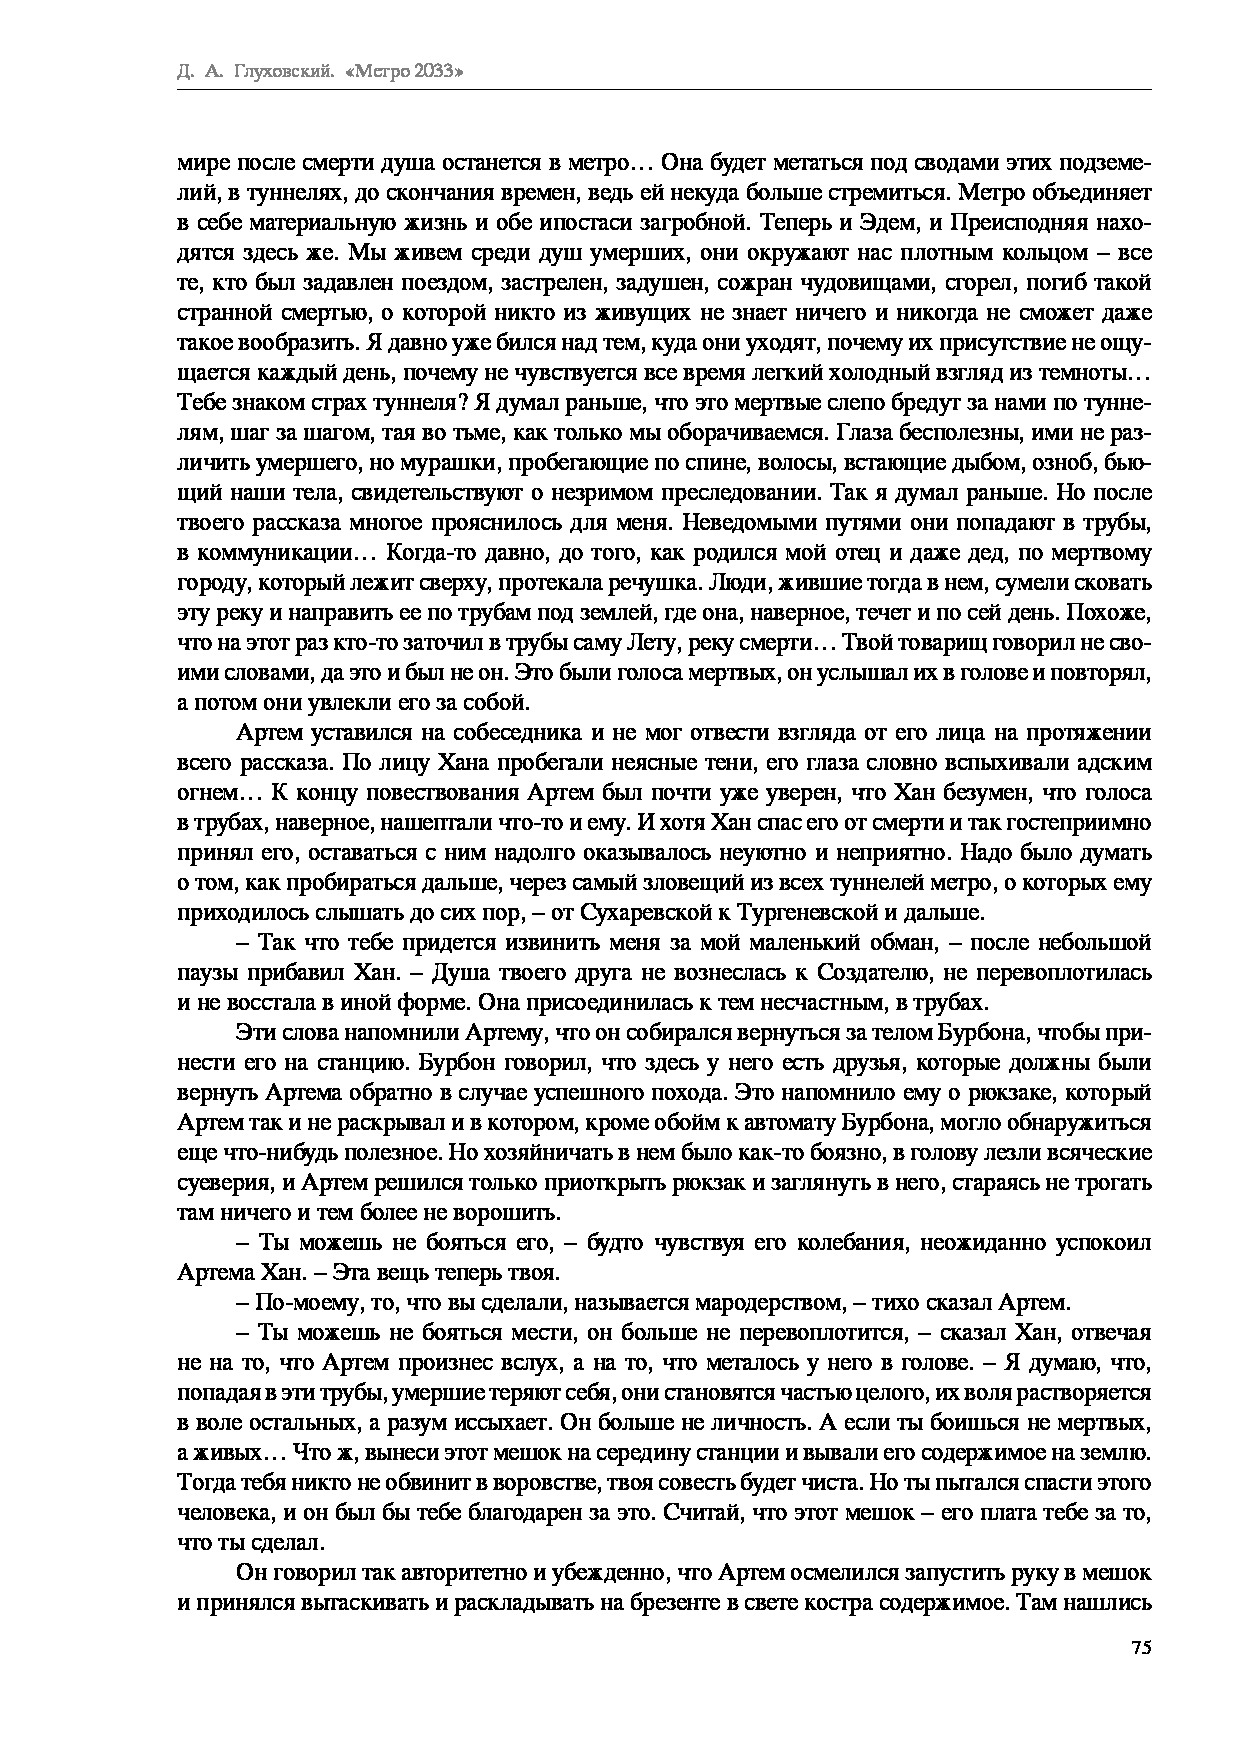 Д. А. Глуховский. «Метро 2033»
мире после смерти душа останется в метро… Она будет метаться под сводами этих подземе-
лий, в туннелях, до скончания времен, ведь ей некуда больше стремиться. Метро объединяет
в себе материальную жизнь и обе ипостаси загробной. Теперь и Эдем, и Преисподняя нахо-
дятся здесь же. Мы живем среди душ умерших, они окружают нас плотным кольцом – все
те, кто был задавлен поездом, застрелен, задушен, сожран чудовищами, сгорел, погиб такой
странной смертью, о которой никто из живущих не знает ничего и никогда не сможет даже
такое вообразить. Я давно уже бился над тем, куда они уходят, почему их присутствие не ощу-
щается каждый день, почему не чувствуется все время легкий холодный взгляд из темноты…
Тебе знаком страх туннеля? Я думал раньше, что это мертвые слепо бредут за нами по тунне-
лям, шаг за шагом, тая во тьме, как только мы оборачиваемся. Глаза бесполезны, ими не раз-
личить умершего, но мурашки, пробегающие по спине, волосы, встающие дыбом, озноб, бью-
щий наши тела, свидетельствуют о незримом преследовании. Так я думал раньше. Но после
твоего рассказа многое прояснилось для меня. Неведомыми путями они попадают в трубы,
в коммуникации… Когда-то давно, до того, как родился мой отец и даже дед, по мертвому
городу, который лежит сверху, протекала речушка. Люди, жившие тогда в нем, сумели сковать
эту реку и направить ее по трубам под землей, где она, наверное, течет и по сей день. Похоже,
что на этот раз кто-то заточил в трубы саму Лету, реку смерти… Твой товарищ говорил не сво-
ими словами, да это и был не он. Это были голоса мертвых, он услышал их в голове и повторял,
а потом они увлекли его за собой.
Артем уставился на собеседника и не мог отвести взгляда от его лица на протяжении
всего рассказа. По лицу Хана пробегали неясные тени, его глаза словно вспыхивали адским
огнем… К концу повествования Артем был почти уже уверен, что Хан безумен, что голоса
в трубах, наверное, нашептали что-то и ему. И хотя Хан спас его от смерти и так гостеприимно
принял его, оставаться с ним надолго оказывалось неуютно и неприятно. Надо было думать
о том, как пробираться дальше, через самый зловещий из всех туннелей метро, о которых ему
приходилось слышать до сих пор, – от Сухаревской к Тургеневской и дальше.
– Так что тебе придется извинить меня за мой маленький обман, – после небольшой
паузы прибавил Хан. – Душа твоего друга не вознеслась к Создателю, не перевоплотилась
и не восстала в иной форме. Она присоединилась к тем несчастным, в трубах.
Эти слова напомнили Артему, что он собирался вернуться за телом Бурбона, чтобы при-
нести его на станцию. Бурбон говорил, что здесь у него есть друзья, которые должны были
вернуть Артема обратно в случае успешного похода. Это напомнило ему о рюкзаке, который
Артем так и не раскрывал и в котором, кроме обойм к автомату Бурбона, могло обнаружиться
еще что-нибудь полезное. Но хозяйничать в нем было как-то боязно, в голову лезли всяческие
суеверия, и Артем решился только приоткрыть рюкзак и заглянуть в него, стараясь не трогать
там ничего и тем более не ворошить.
– Ты можешь не бояться его, – будто чувствуя его колебания, неожиданно успокоил
Артема Хан. – Эта вещь теперь твоя.
– По-моему, то, что вы сделали, называется мародерством, – тихо сказал Артем.
– Ты можешь не бояться мести, он больше не перевоплотится, – сказал Хан, отвечая
не на то, что Артем произнес вслух, а на то, что металось у него в голове. – Я думаю, что,
попадая в эти трубы, умершие теряют себя, они становятся частью целого, их воля растворяется
в воле остальных, а разум иссыхает. Он больше не личность. А если ты боишься не мертвых,
а живых… Что ж, вынеси этот мешок на середину станции и вывали его содержимое на землю.
Тогда тебя никто не обвинит в воровстве, твоя совесть будет чиста. Но ты пытался спасти этого
человека, и он был бы тебе благодарен за это. Считай, что этот мешок – его плата тебе за то,
что ты сделал.
Он говорил так авторитетно и убежденно, что Артем осмелился запустить руку в мешок
и принялся вытаскивать и раскладывать на брезенте в свете костра содержимое. Там нашлись
75